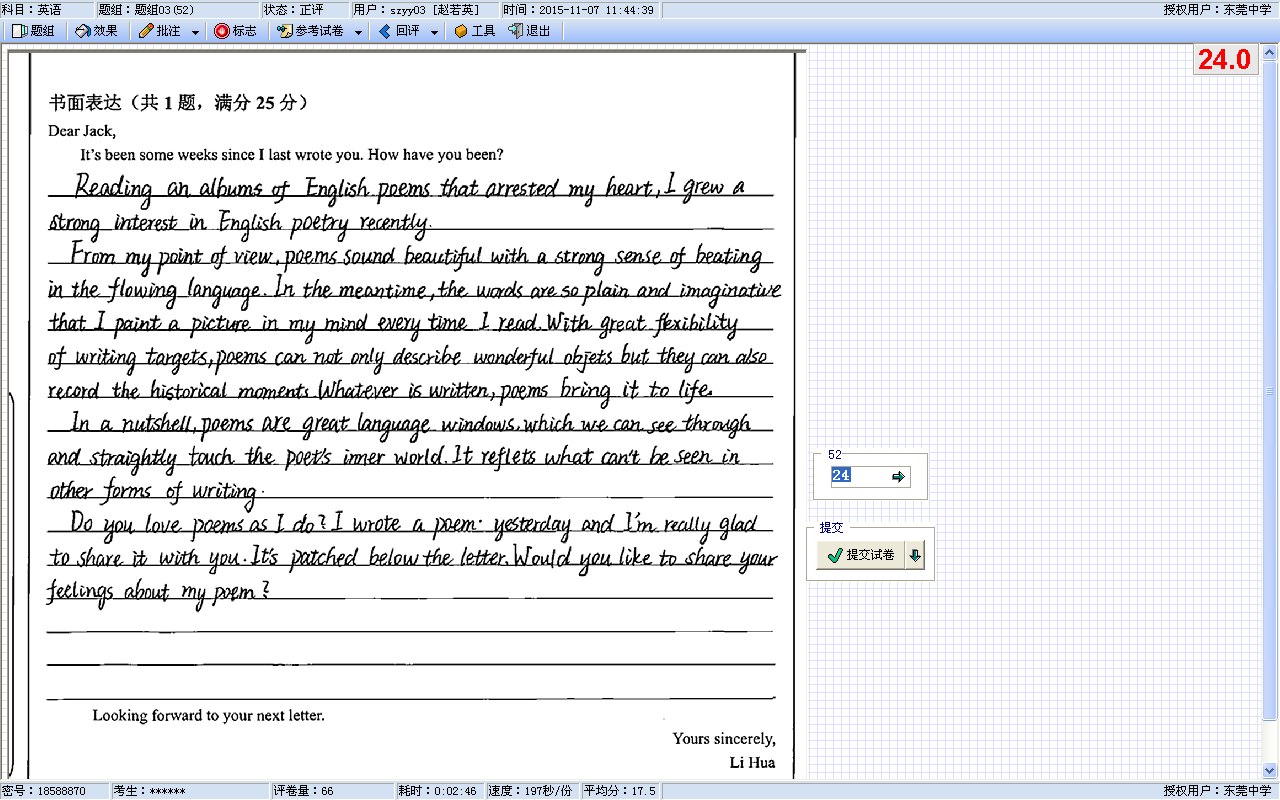 科目：英语 题组：题组03(52) 状态：正评 用户：szyy03 [赵若英] 时间：2015-11-07 11:44:39 授权用户：东莞中学
题组 效果 批注 标志 参考试卷 回评 工具 退出
24.0
书面表达（共 1 题，满分 25 分）
Dear Jack,
It's been some weeks since I last wrote you. How have you been?
Reading an albums of English poems that arrested my heart, I grew a
strong interest in English poetry recently.
From my point of view, poems sound beautiful with a strong sense of beating
in the flowing language. In the meantime, the words are so plain and imaginative
that I paint a picture in my mind every time I read. With great flexibility
of writing targets, poems can not only describe wonderful objets but they can also
record the historical moments. Whatever is written, poems bring it to life.
In a nutshell, poems are great language windows, which we can see through
and straightly touch the poet's inner world. It reflets what can't be seen in
other forms of writing.
Do you love poems as I do? I wrote a poem yesterday and I'm really glad
to share it with you. It's patched below the letter. Would you like to share your
feelings about my poem?
Looking forward to your next letter.
Yours sincerely,
Li Hua
52
24
提交
提交试卷
密号：18588870 考生：****** 评卷量：66 耗时：0:02:46 速度：197秒/份 平均分：17.5 授权用户：东莞中学